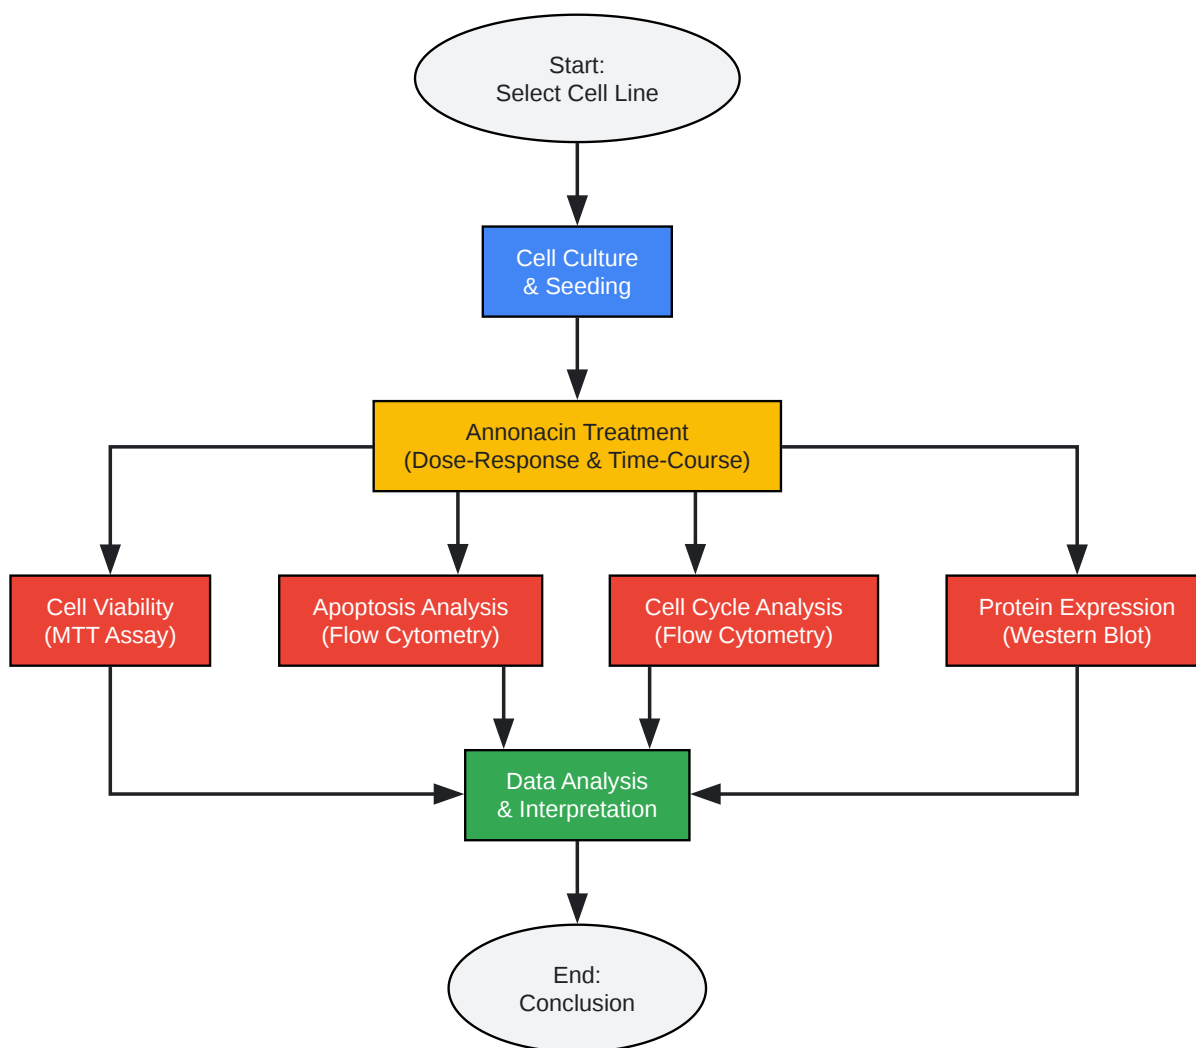 Start:
Select Cell Line
Cell Culture
& Seeding
Annonacin Treatment
(Dose-Response & Time-Course)
Cell Viability
(MTT Assay)
Apoptosis Analysis
(Flow Cytometry)
Cell Cycle Analysis
(Flow Cytometry)
Protein Expression
(Western Blot)
Data Analysis
& Interpretation
End:
Conclusion